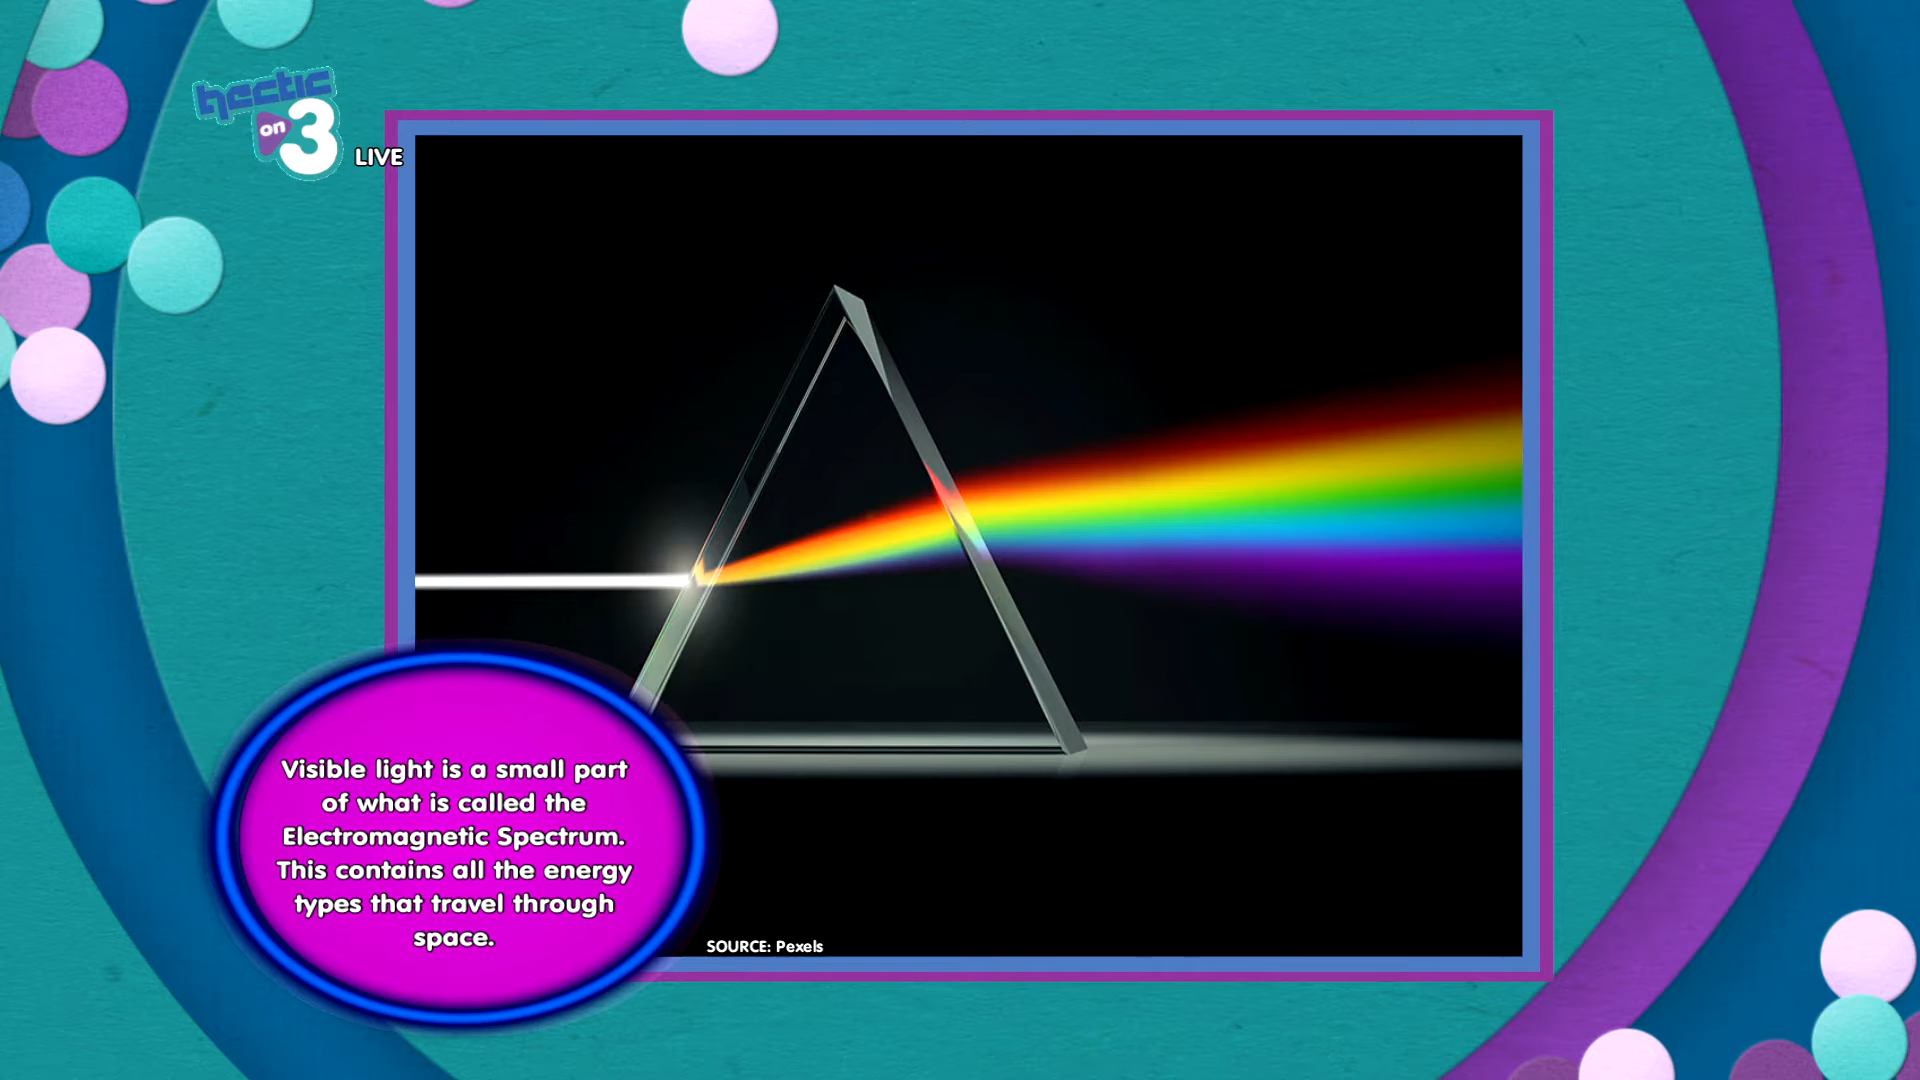 hectic
on 3
LIVE
Visible light is a small part
of what is called the
Electromagnetic Spectrum.
This contains all the energy
types that travel through
space.
SOURCE: Pexels